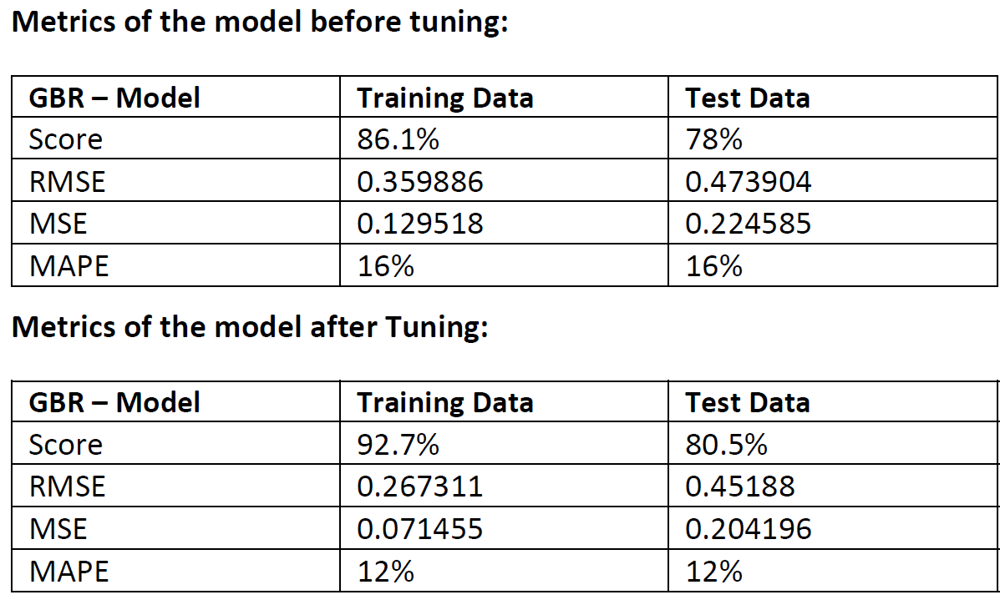 Metrics of the model before tuning:
GBR – Model Training Data Test Data
Score 86.1% 78%
RMSE 0.359886 0.473904
MSE 0.129518 0.224585
MAPE 16% 16%
Metrics of the model after Tuning:
GBR – Model Training Data Test Data
Score 92.7% 80.5%
RMSE 0.267311 0.45188
MSE 0.071455 0.204196
MAPE 12% 12%